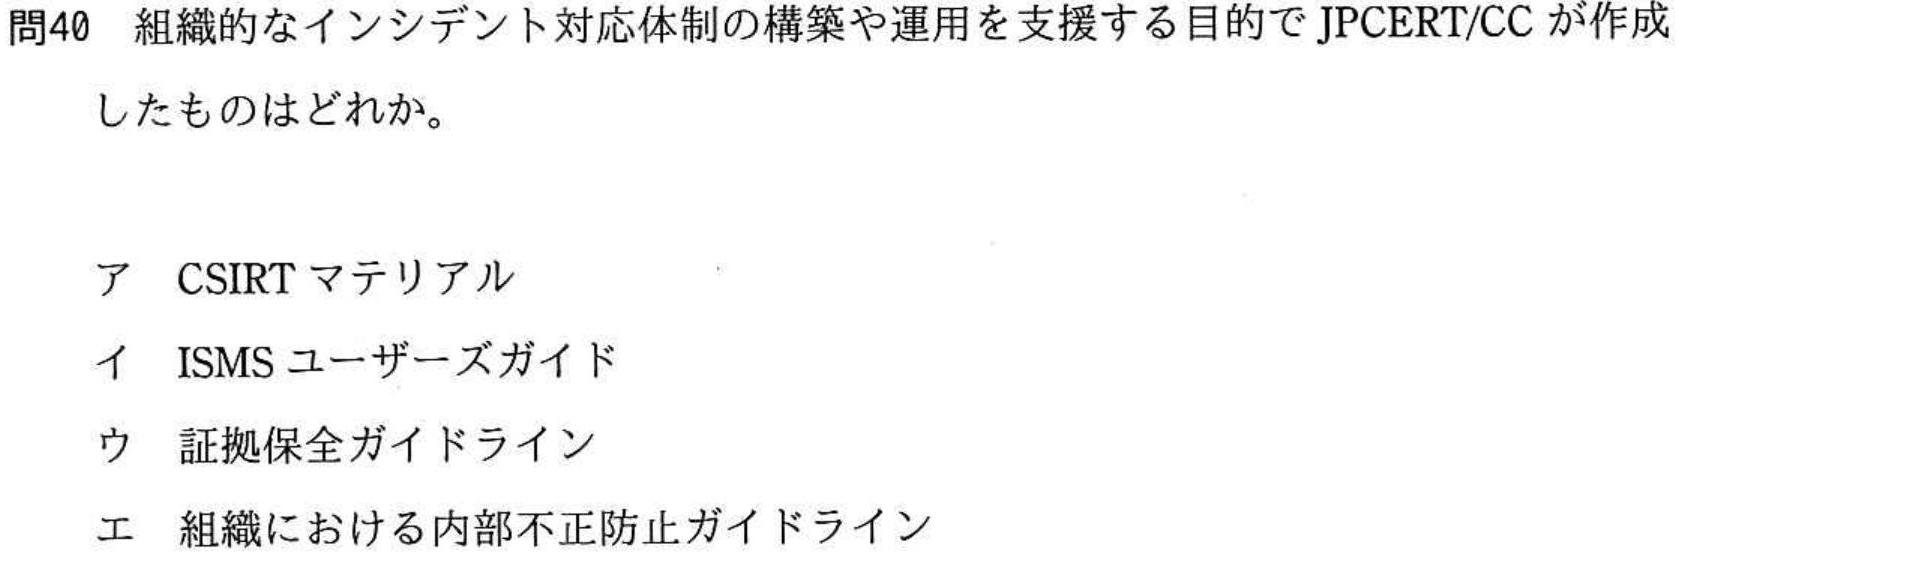 問40　組織的なインシデント対応体制の構築や運用を支援する目的で JPCERT/CC が作成
したものはどれか。
ア　CSIRT マテリアル
イ　ISMS ユーザーズガイド
ウ　証拠保全ガイドライン
エ　組織における内部不正防止ガイドライン